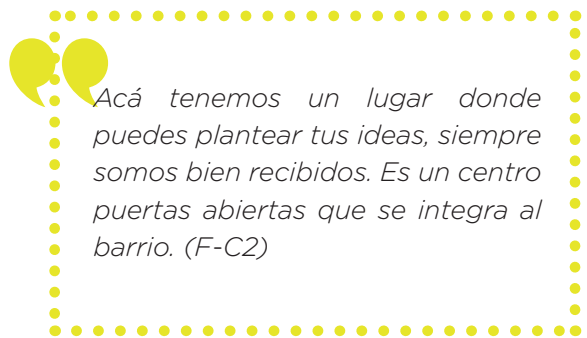 Acá tenemos un lugar donde
puedes plantear tus ideas, siempre
somos bien recibidos. Es un centro
puertas abiertas que se integra al
barrio. (F-C2)